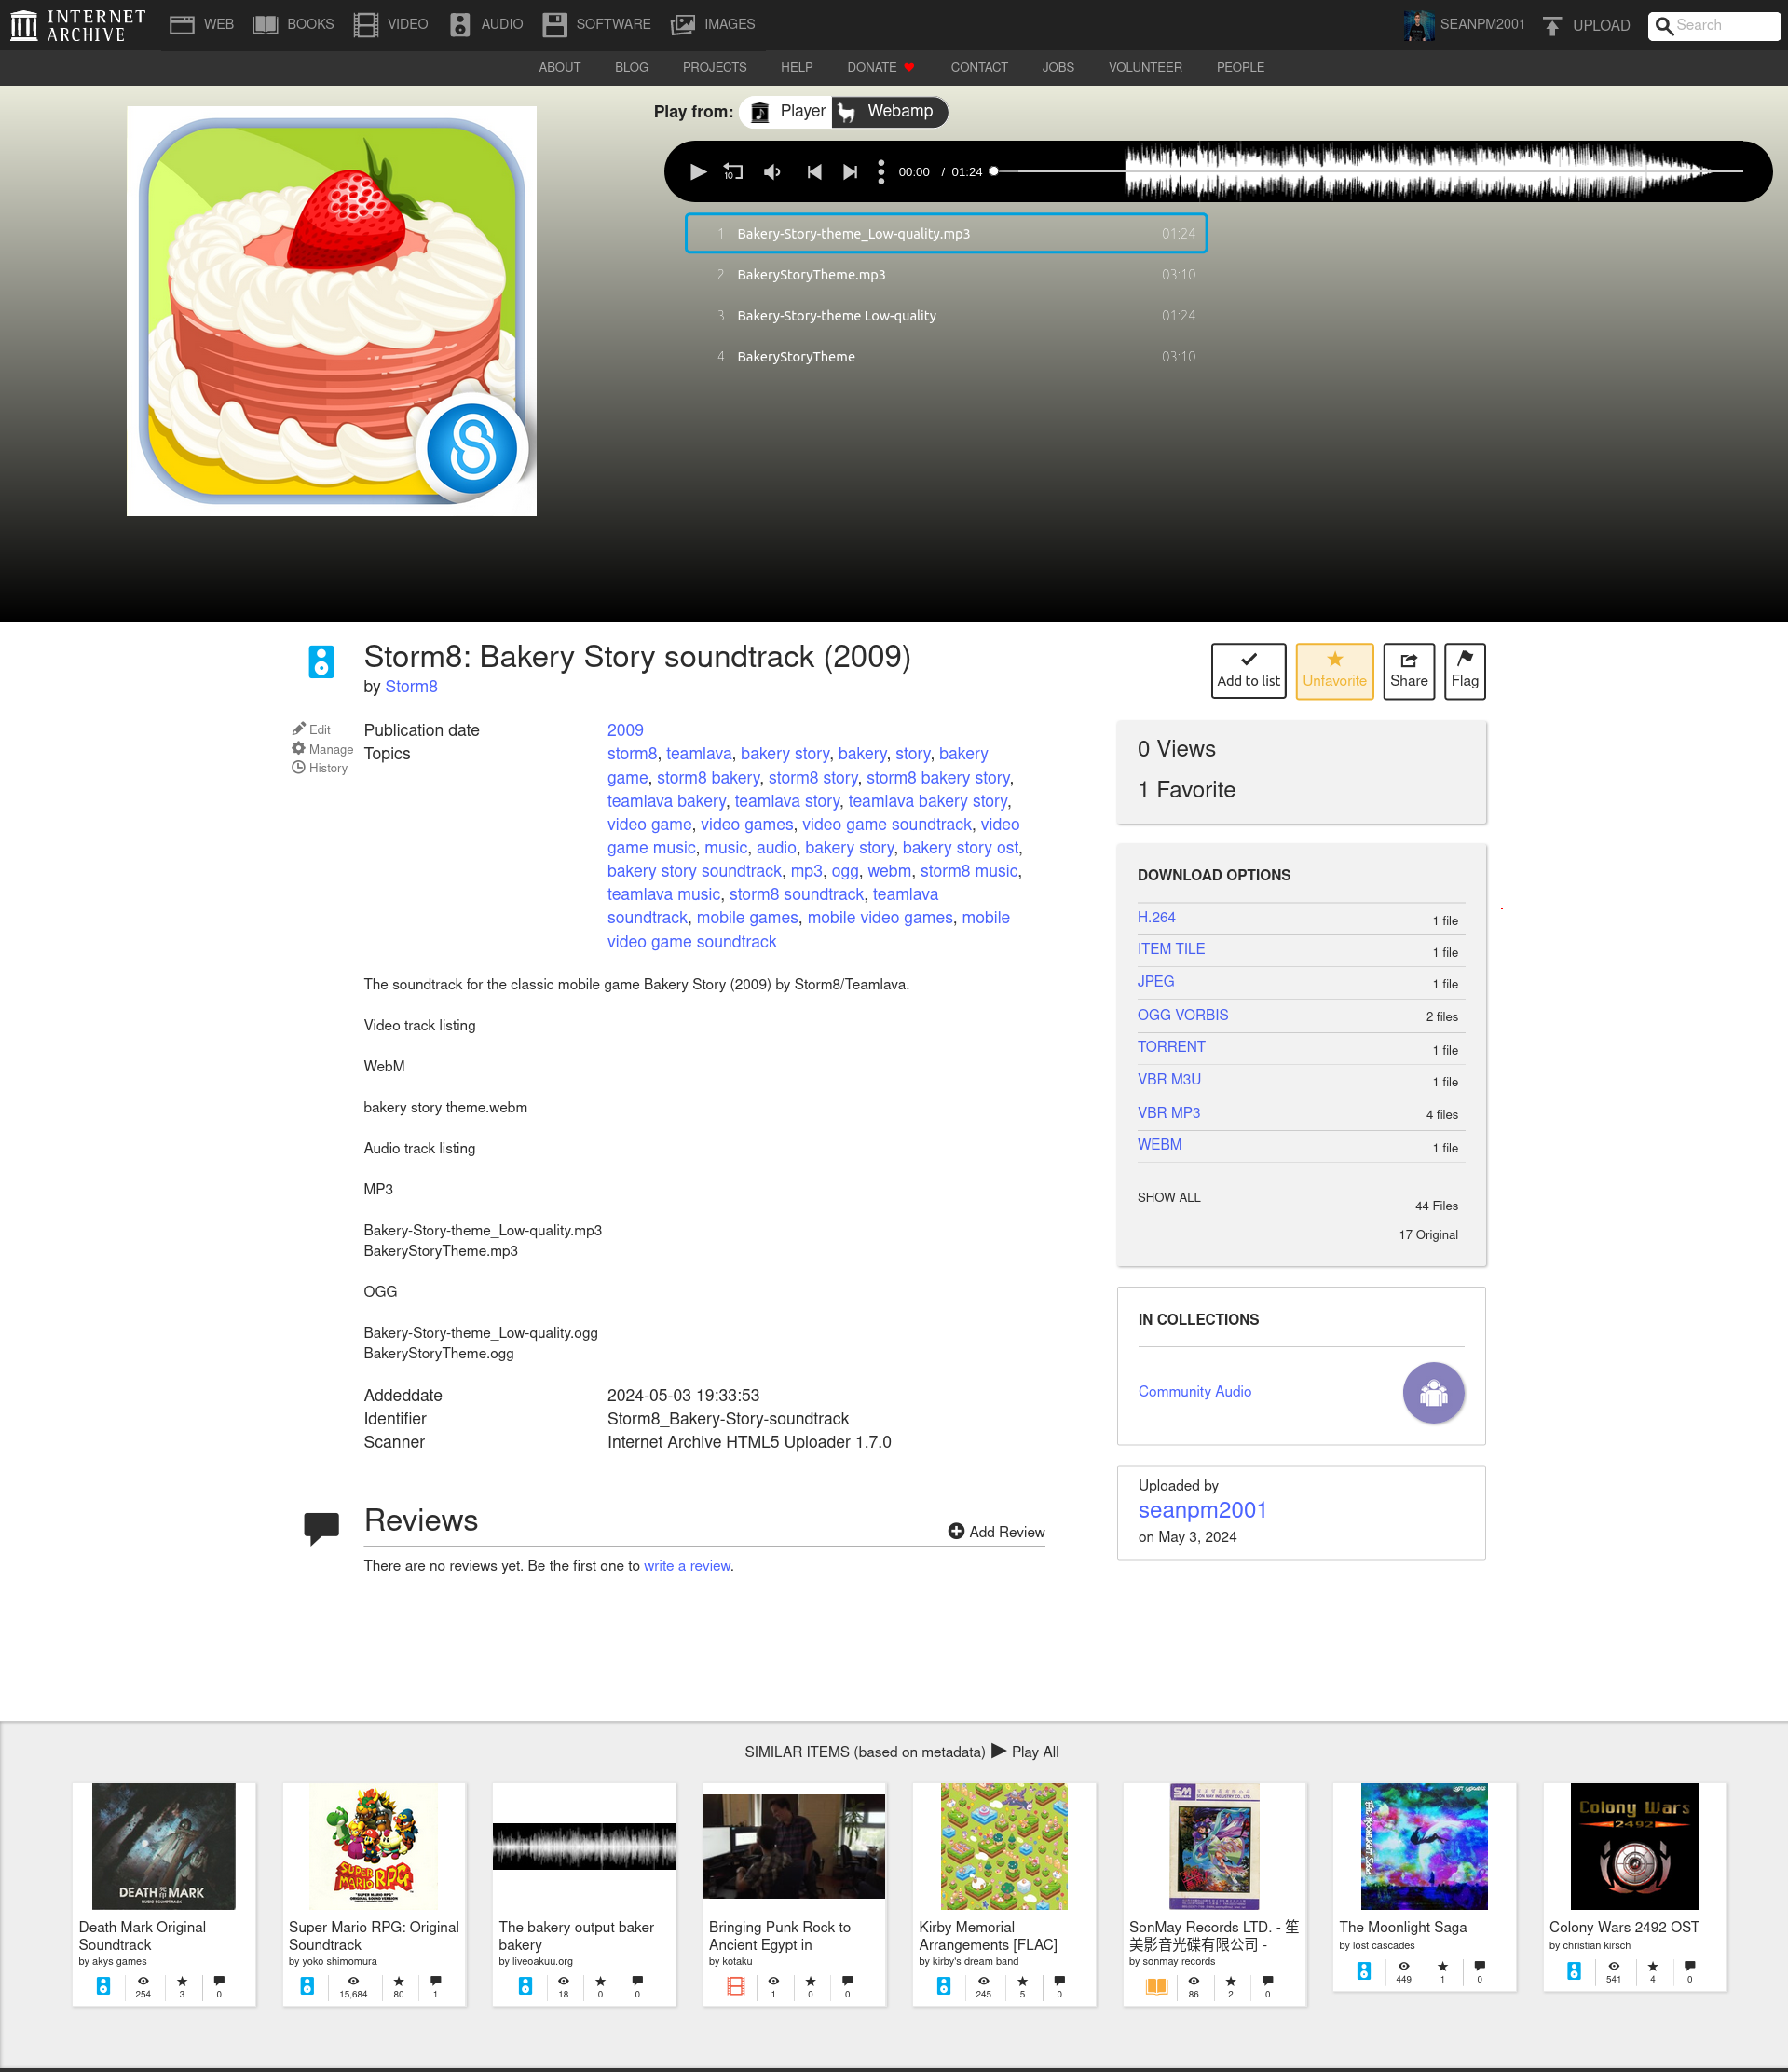 INTERNET
ARCHIVE
WEB BOOKS VIDEO AUDIO SOFTWARE IMAGES
SEANPM2001 UPLOAD Search
ABOUT BLOG PROJECTS HELP DONATE CONTACT JOBS VOLUNTEER PEOPLE
Play from: Player Webamp
10 00:00 / 01:24
1 Bakery-Story-theme_Low-quality.mp3 01:24
2 BakeryStoryTheme.mp3 03:10
3 Bakery-Story-theme Low-quality 01:24
4 BakeryStoryTheme 03:10
Storm8: Bakery Story soundtrack (2009)
by Storm8
Add to list Unfavorite Share Flag
Edit
Manage
History
Publication date 2009
Topics storm8, teamlava, bakery story, bakery, story, bakery
game, storm8 bakery, storm8 story, storm8 bakery story,
teamlava bakery, teamlava story, teamlava bakery story,
video game, video games, video game soundtrack, video
game music, music, audio, bakery story, bakery story ost,
bakery story soundtrack, mp3, ogg, webm, storm8 music,
teamlava music, storm8 soundtrack, teamlava
soundtrack, mobile games, mobile video games, mobile
video game soundtrack
The soundtrack for the classic mobile game Bakery Story (2009) by Storm8/Teamlava.
Video track listing
WebM
bakery story theme.webm
Audio track listing
MP3
Bakery-Story-theme_Low-quality.mp3
BakeryStoryTheme.mp3
OGG
Bakery-Story-theme_Low-quality.ogg
BakeryStoryTheme.ogg
Addeddate 2024-05-03 19:33:53
Identifier Storm8_Bakery-Story-soundtrack
Scanner Internet Archive HTML5 Uploader 1.7.0
Reviews
Add Review
There are no reviews yet. Be the first one to write a review.
0 Views
1 Favorite
DOWNLOAD OPTIONS
H.264 1 file
ITEM TILE 1 file
JPEG 1 file
OGG VORBIS 2 files
TORRENT 1 file
VBR M3U 1 file
VBR MP3 4 files
WEBM 1 file
SHOW ALL 44 Files
17 Original
IN COLLECTIONS
Community Audio
Uploaded by
seanpm2001
on May 3, 2024
SIMILAR ITEMS (based on metadata) Play All
DEATH MARK
Death Mark Original
Soundtrack
by akys games
254 3 0
SUPER
MARIO RPG
Super Mario RPG: Original
Soundtrack
by yoko shimomura
15,684 80 1
The bakery output baker
bakery
by liveoakuu.org
18 0 0
Bringing Punk Rock to
Ancient Egypt in
by kotaku
1 0 0
Kirby Memorial
Arrangements [FLAC]
by kirby's dream band
245 5 0
SM
SonMay Records LTD. - 笙
美影音光碟有限公司 -
by sonmay records
86 2 0
LOST CASCADES
The Moonlight Saga
by lost cascades
449 1 0
Colony Wars
2492
Colony Wars 2492 OST
by christian kirsch
541 4 0